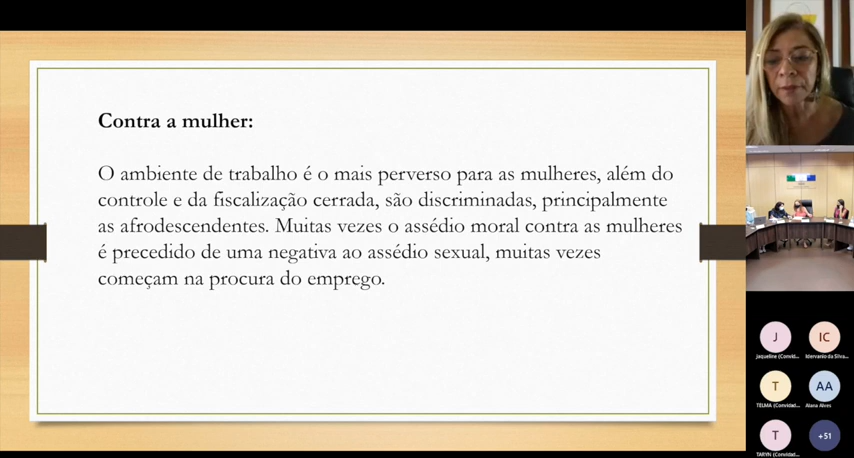 Contra a mulher:
O ambiente de trabalho é o mais perverso para as mulheres, além do
controle e da fiscalização cerrada, são discriminadas, principalmente
as afrodescendentes. Muitas vezes o assédio moral contra as mulheres
é precedido de uma negativa ao assédio sexual, muitas vezes
começam na procura do emprego.
J
IC
Jaqueline (Convid...
Idervanio da Silva...
T
AA
TELMA (Convidad...
Alana Alves
T
+51
TARYN (Convidad...